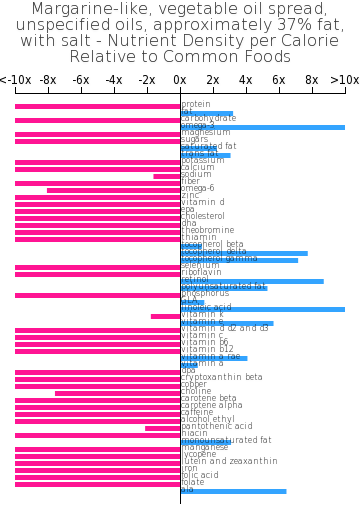 Margarine-like, vegetable oil spread,
unspecified oils, approximately 37% fat,
with salt - Nutrient Density per Calorie
Relative to Common Foods
<-10x -8x -6x -4x -2x 0x 2x 4x 6x 8x >10x
protein
fat
carbohydrate
omega-3
magnesium
sugars
saturated fat
trans fat
potassium
calcium
sodium
fiber
omega-6
zinc
vitamin d
epa
cholesterol
dha
theobromine
thiamin
tocopherol beta
tocopherol delta
tocopherol gamma
selenium
riboflavin
retinol
polyunsaturated fat
phosphorus
GLA
linoleic acid
vitamin k
vitamin e
vitamin d d2 and d3
vitamin c
vitamin b6
vitamin b12
vitamin a rae
vitamin a
dpa
cryptoxanthin beta
copper
choline
carotene beta
carotene alpha
caffeine
alcohol ethyl
pantothenic acid
niacin
monounsaturated fat
manganese
lycopene
lutein and zeaxanthin
iron
folic acid
folate
ala